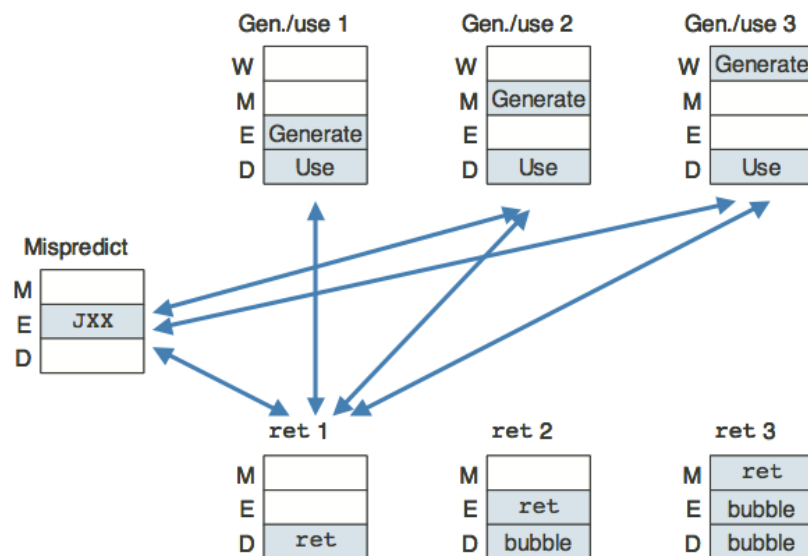 Gen./use 1 Gen./use 2 Gen./use 3
W W W Generate
M M Generate M
E Generate E E
D Use D Use D Use
Mispredict
M
E JXX
D
ret 1 ret 2 ret 3
M M M ret
E E ret E bubble
D ret D bubble D bubble